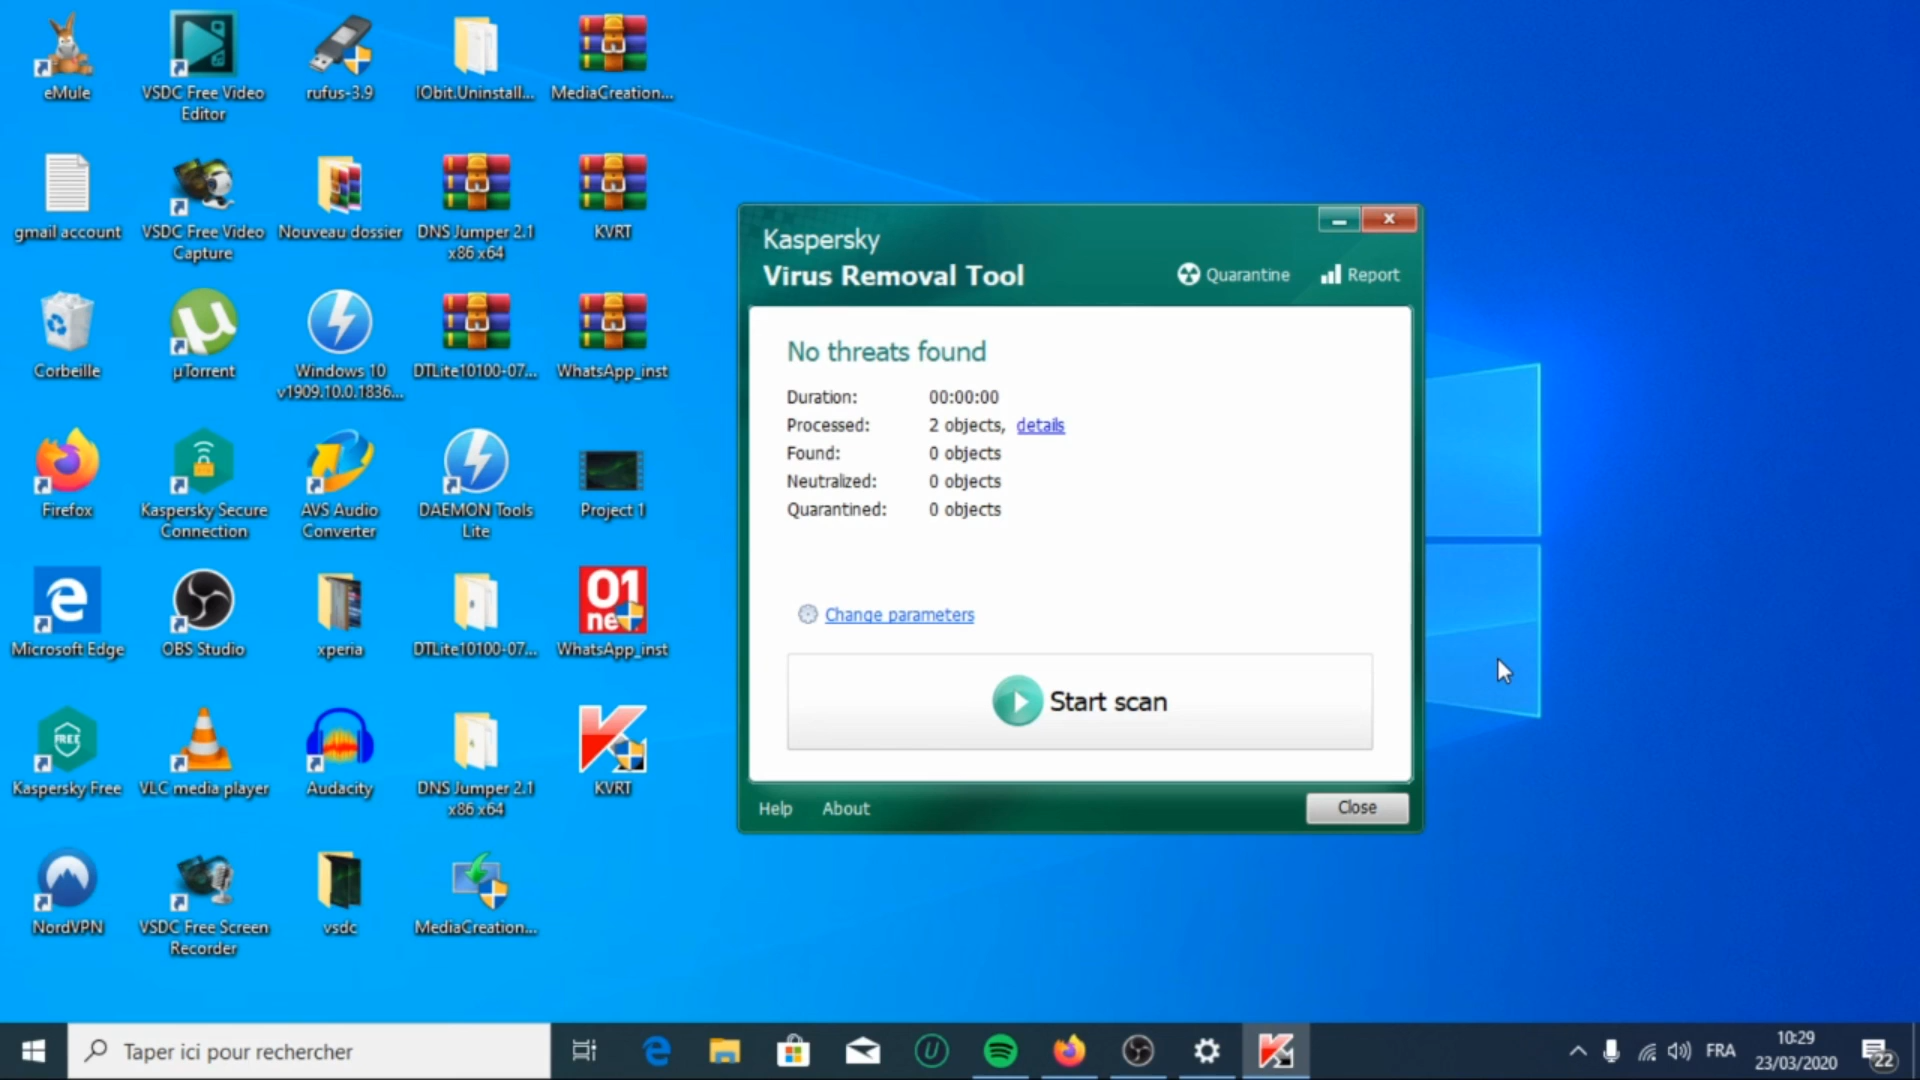 eMule
VSDC Free Video
Editor
rufus-3.9
IObit.Uninstall...
MediaCreation...
gmail account
VSDC Free Video
Capture
Nouveau dossier
DNS Jumper 2.1
x86 x64
KVRT
Corbeille
µTorrent
Windows 10
v1909.10.0.1836...
DTLite10100-07...
WhatsApp_inst
Firefox
Kaspersky Secure
Connection
AVS Audio
Converter
DAEMON Tools
Lite
Project 1
01
ne
Microsoft Edge
OBS Studio
xperia
DTLite10100-07...
WhatsApp_inst
FREE
Kaspersky Free
VLC media player
Audacity
DNS Jumper 2.1
x86 x64
KVRT
NordVPN
VSDC Free Screen
Recorder
vsdc
MediaCreation...
Kaspersky
Virus Removal Tool
Quarantine
Report
No threats found
Duration: 00:00:00
Processed: 2 objects, details
Found: 0 objects
Neutralized: 0 objects
Quarantined: 0 objects
Change parameters
Start scan
Help
About
Close
Taper ici pour rechercher
FRA
10:29
23/03/2020
22